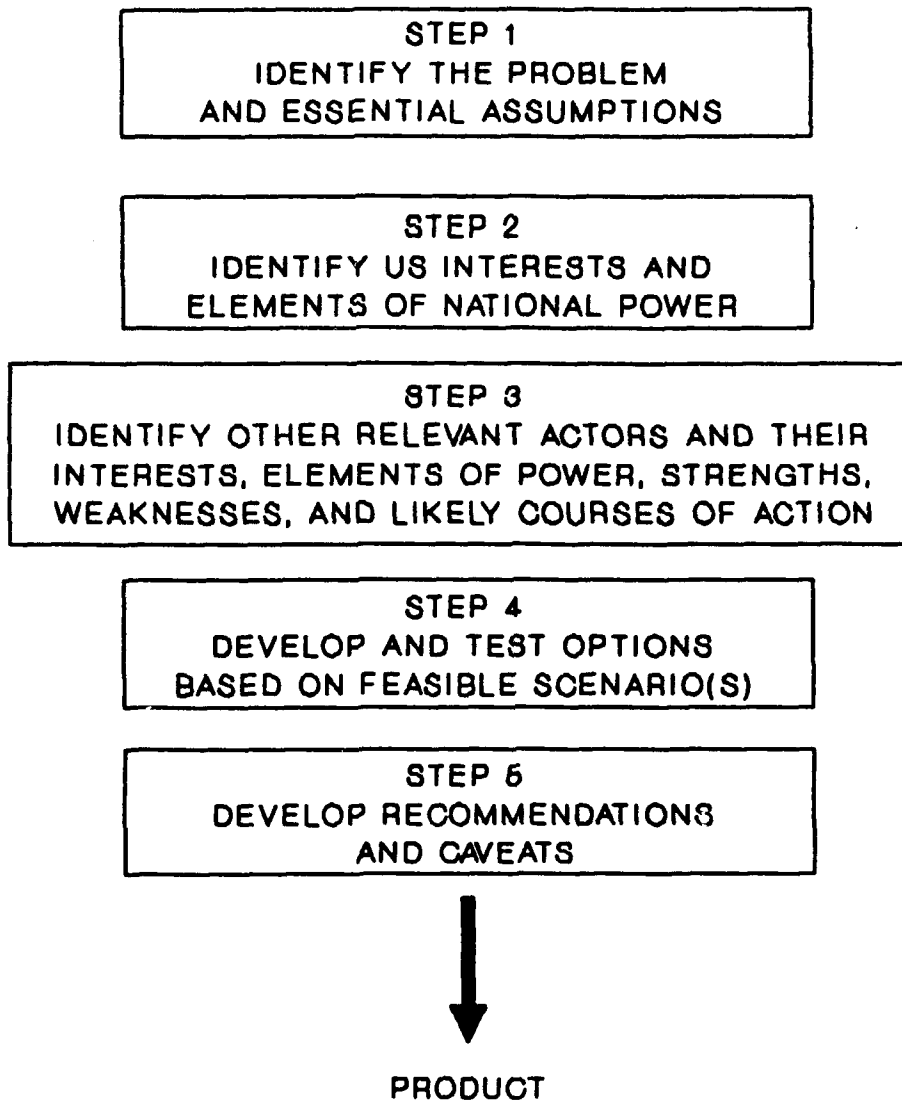 STEP 1
IDENTIFY THE PROBLEM
AND ESSENTIAL ASSUMPTIONS
STEP 2
IDENTIFY US INTERESTS AND
ELEMENTS OF NATIONAL POWER
STEP 3
IDENTIFY OTHER RELEVANT ACTORS AND THEIR
INTERESTS, ELEMENTS OF POWER, STRENGTHS,
WEAKNESSES, AND LIKELY COURSES OF ACTION
STEP 4
DEVELOP AND TEST OPTIONS
BASED ON FEASIBLE SCENARIO(S)
STEP 5
DEVELOP RECOMMENDATIONS
AND CAVEATS
PRODUCT